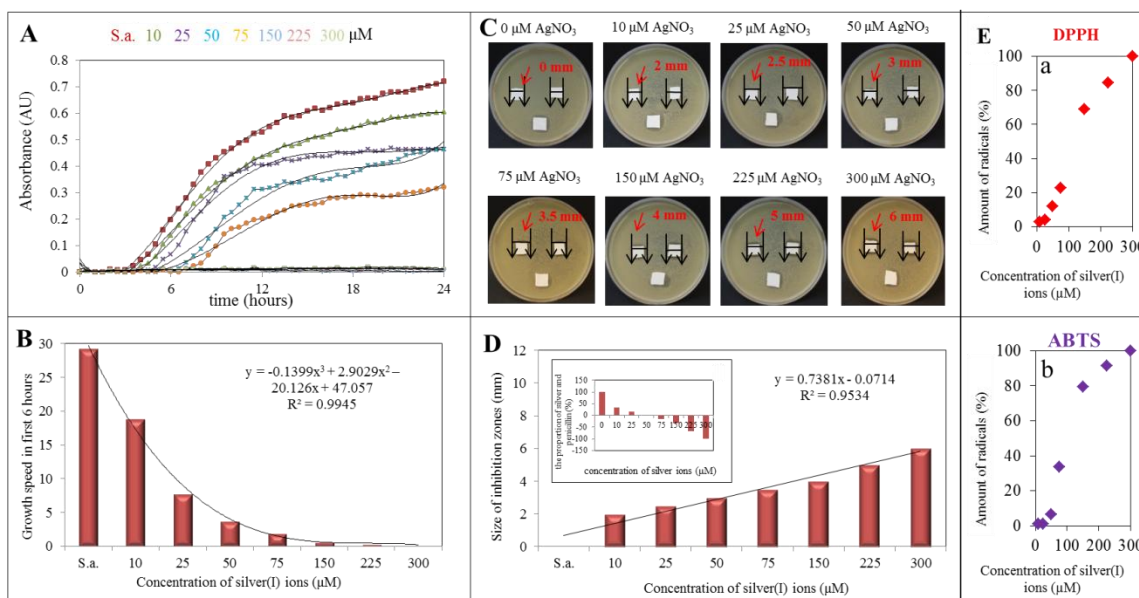 A
S.a. 10 25 50 75 150 225 300 µM
Absorbance (AU)
0.8
0.7
0.6
0.5
0.4
0.3
0.2
0.1
0
0 6 12 18 24
time (hours)
B
Growth speed in first 6 hours
30
25
20
15
10
5
0
y = -0.1399x³ + 2.9029x² –
20.126x + 47.057
R² = 0.9945
S.a. 10 25 50 75 150 225 300
Concentration of silver(I) ions (µM)
C
0 µM AgNO₃ 10 µM AgNO₃ 25 µM AgNO₃ 50 µM AgNO₃
0 mm 2 mm 2.5 mm 3 mm
75 µM AgNO₃ 150 µM AgNO₃ 225 µM AgNO₃ 300 µM AgNO₃
3.5 mm 4 mm 5 mm 6 mm
D
Size of inhibition zones (mm)
12
10
8
6
4
2
0
the proportion of silver and
penicillin (%)
150
100
50
0
-50
-100
-150
0 10 25 50 75 150 225 300
concentration of silver ions (µM)
y = 0.7381x - 0.0714
R² = 0.9534
S.a. 10 25 50 75 150 225 300
Concentration of silver(I) ions (µM)
E
DPPH
a
Amount of radicals (%)
100
80
60
40
20
0
0 100 200 300
Concentration of silver(I)
ions (µM)
ABTS
b
Amount of radicals (%)
100
80
60
40
20
0
0 100 200 300
Concentration of silver(I)
ions (µM)